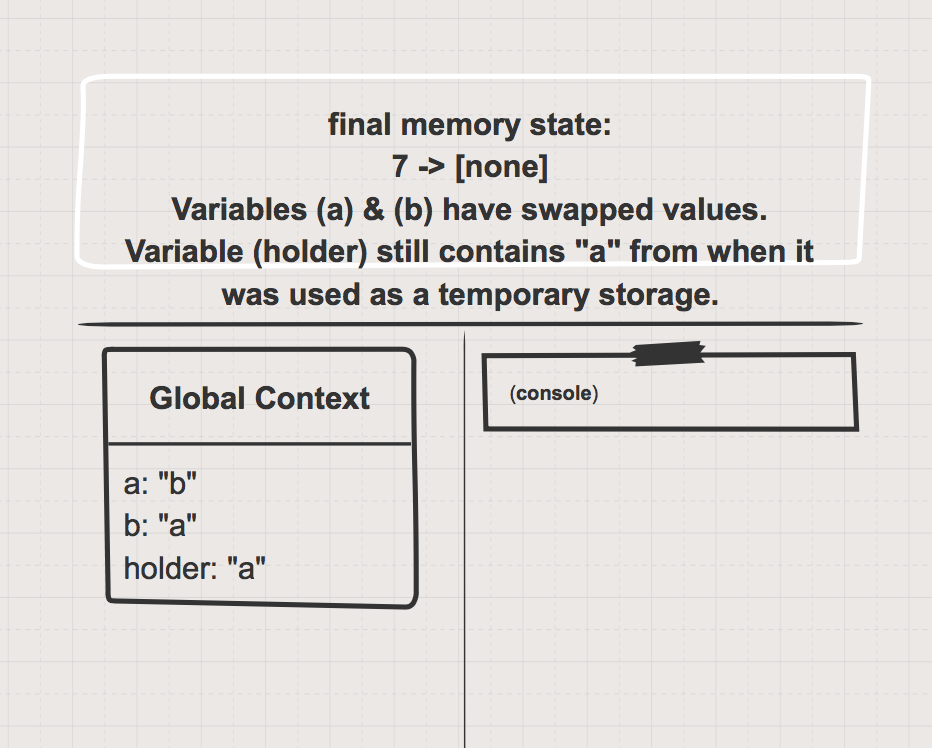 final memory state:
7 -> [none]
Variables (a) & (b) have swapped values.
Variable (holder) still contains "a" from when it
was used as a temporary storage.
Global Context
a: "b"
b: "a"
holder: "a"
(console)